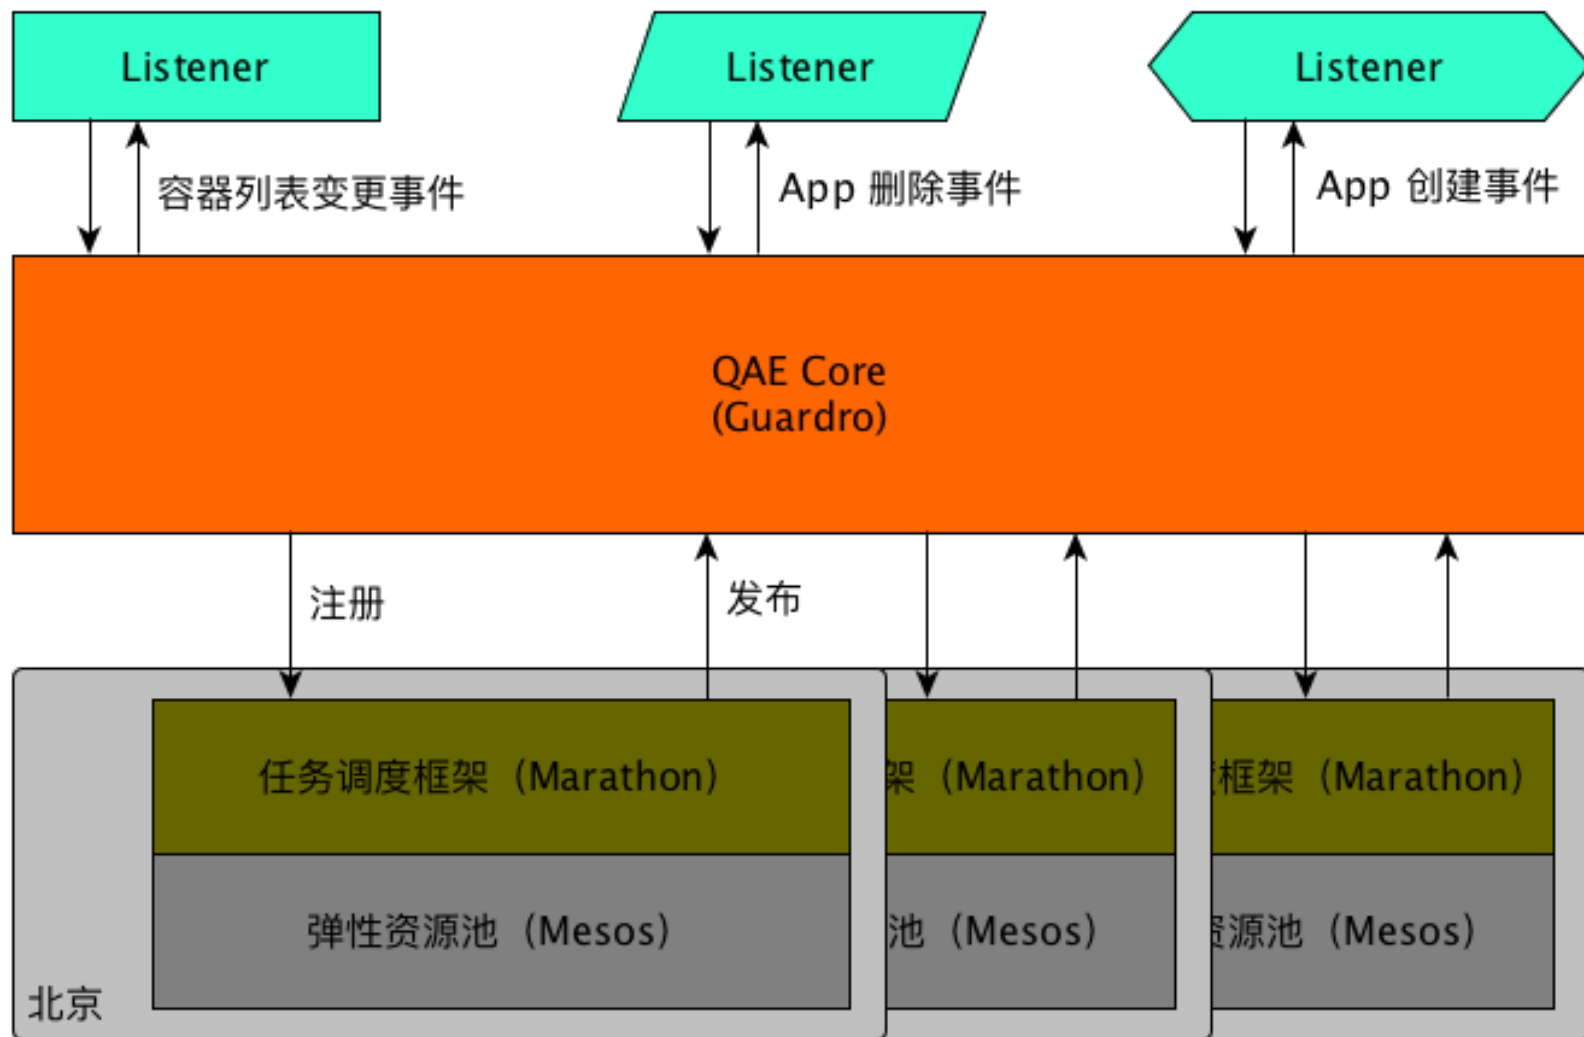 Listener
Listener
Listener
容器列表变更事件
App 删除事件
App 创建事件
QAE Core
(Guardro)
注册
发布
任务调度框架（Marathon）
架（Marathon）
框架（Marathon）
弹性资源池（Mesos）
池（Mesos）
源池（Mesos）
北京